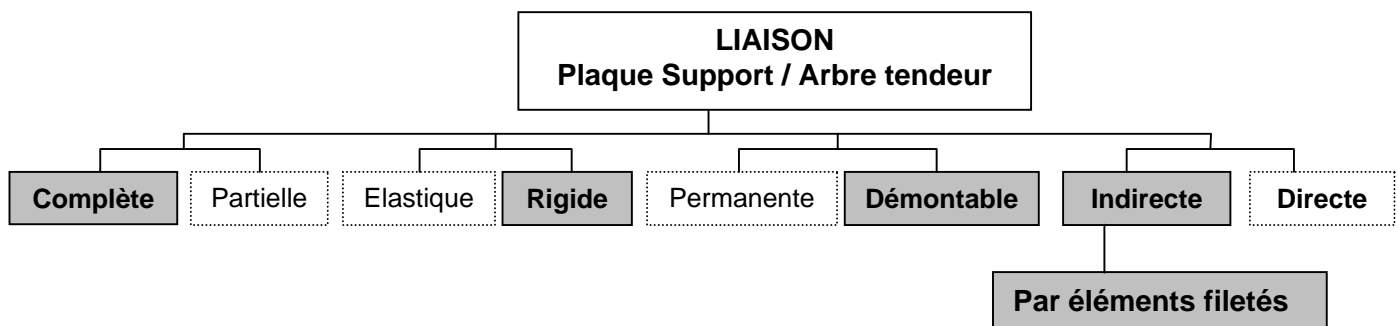 LIAISON
Plaque Support / Arbre tendeur
Complète Partielle Elastique Rigide Permanente Démontable Indirecte Directe
Par éléments filetés